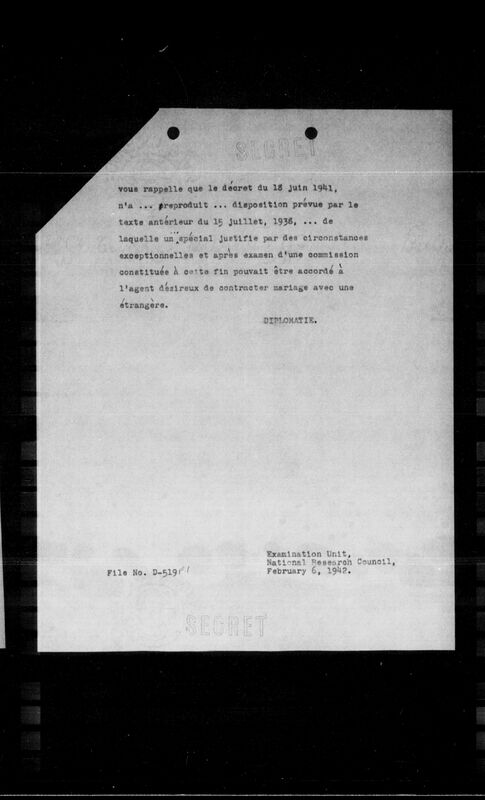 SECRET
vous rappelle que le décret du 18 juin 1941,
n'a ... preproduit ... disposition prévue par le
texte antérieur du 15 juillet, 1938, ... de
laquelle un spécial justifie par des circonstances
exceptionnelles et après examen d'une commission
constituée à cette fin pouvait être accordé à
l'agent désireux de contracter mariage avec une
étrangère.
DIPLOMATIE.
Examination Unit,
National Research Council,
File No. D-519 February 6, 1942.
SECRET